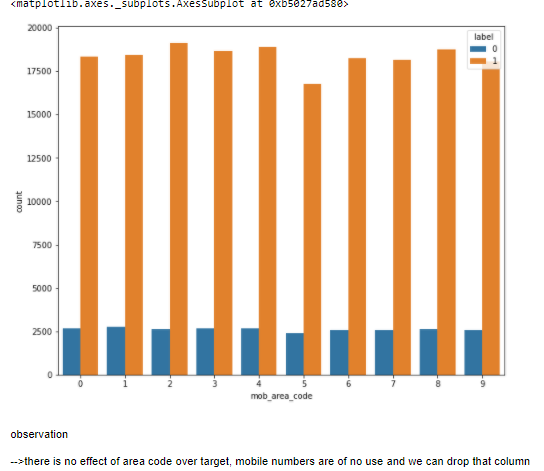 <matplotlib.axes._subplots.AxesSubplot at 0xb5027ad580>
20000
17500
15000
12500
10000
7500
5000
2500
0
count
label
0
1
0 1 2 3 4 5 6 7 8 9
mob_area_code
observation
-->there is no effect of area code over target, mobile numbers are of no use and we can drop that column